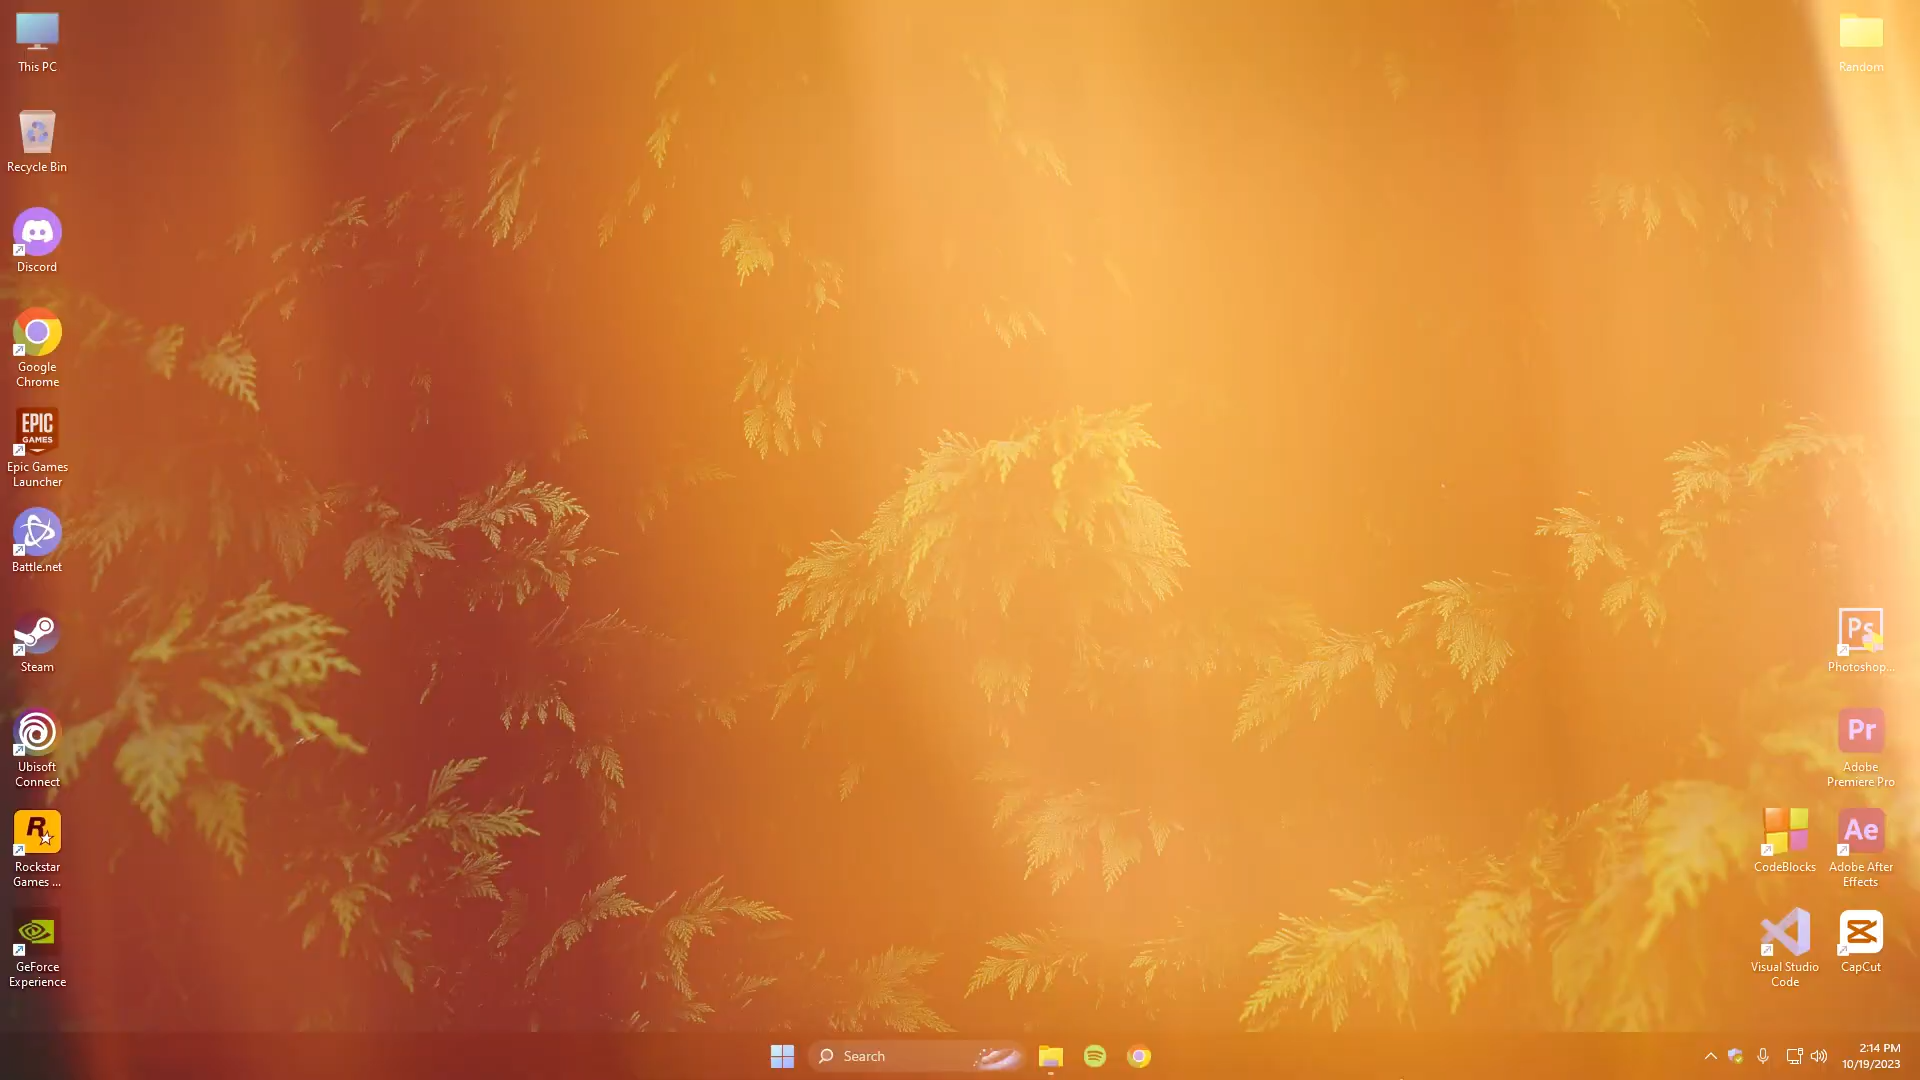 This PC
Recycle Bin
Discord
Google
Chrome
EPIC
GAMES
Epic Games
Launcher
Battle.net
Steam
Ubisoft
Connect
R
Rockstar
Games ...
GeForce
Experience
Random
Ps
Photoshop...
Pr
Adobe
Premiere Pro
CodeBlocks
Ae
Adobe After
Effects
Visual Studio
Code
CapCut
Search
2:14 PM
10/19/2023